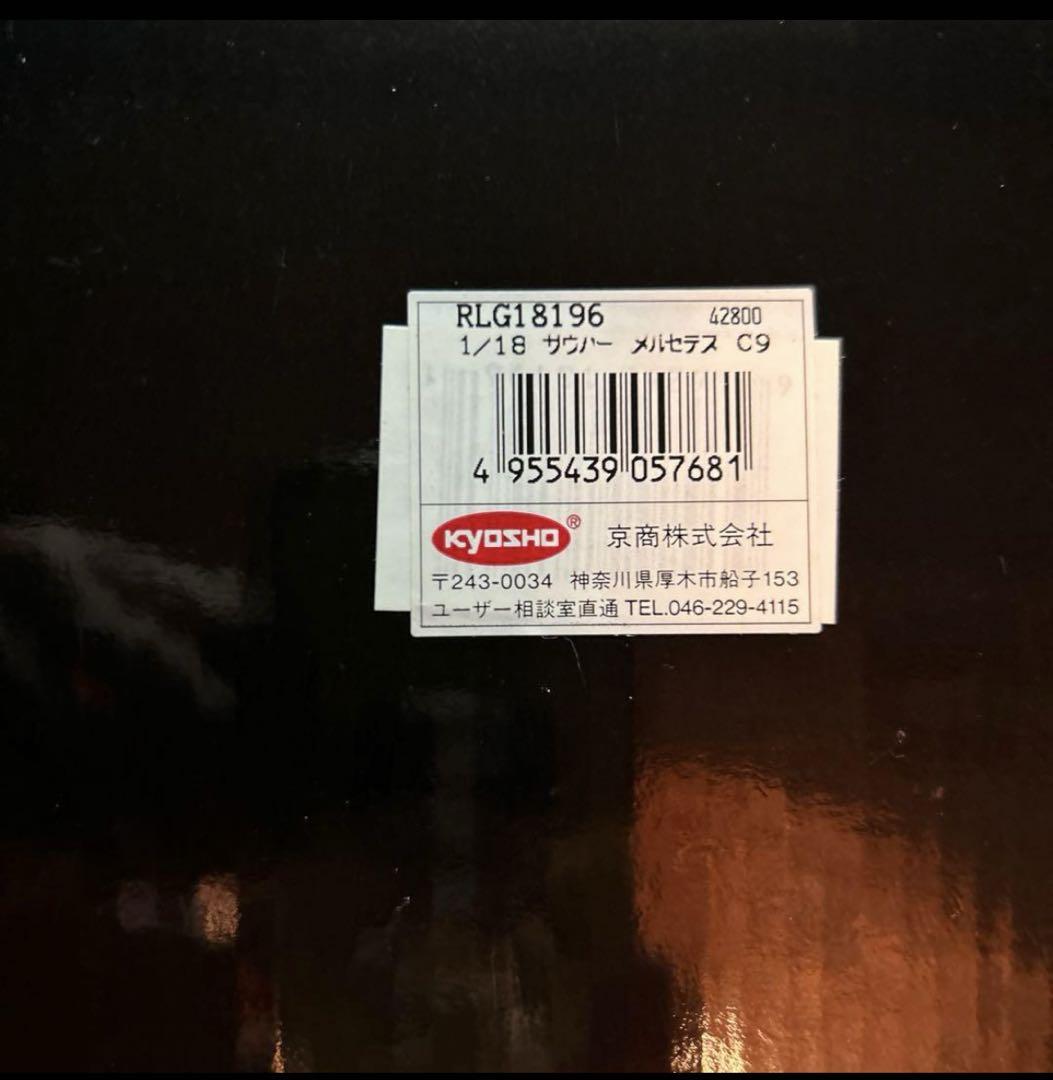 RLG18196 42800
1/18 サウハー メルセテス C9
4 955439 057681
KYOSHO® 京商株式会社
〒243-0034 神奈川県厚木市船子153
ユーザー相談室直通 TEL.046-229-4115